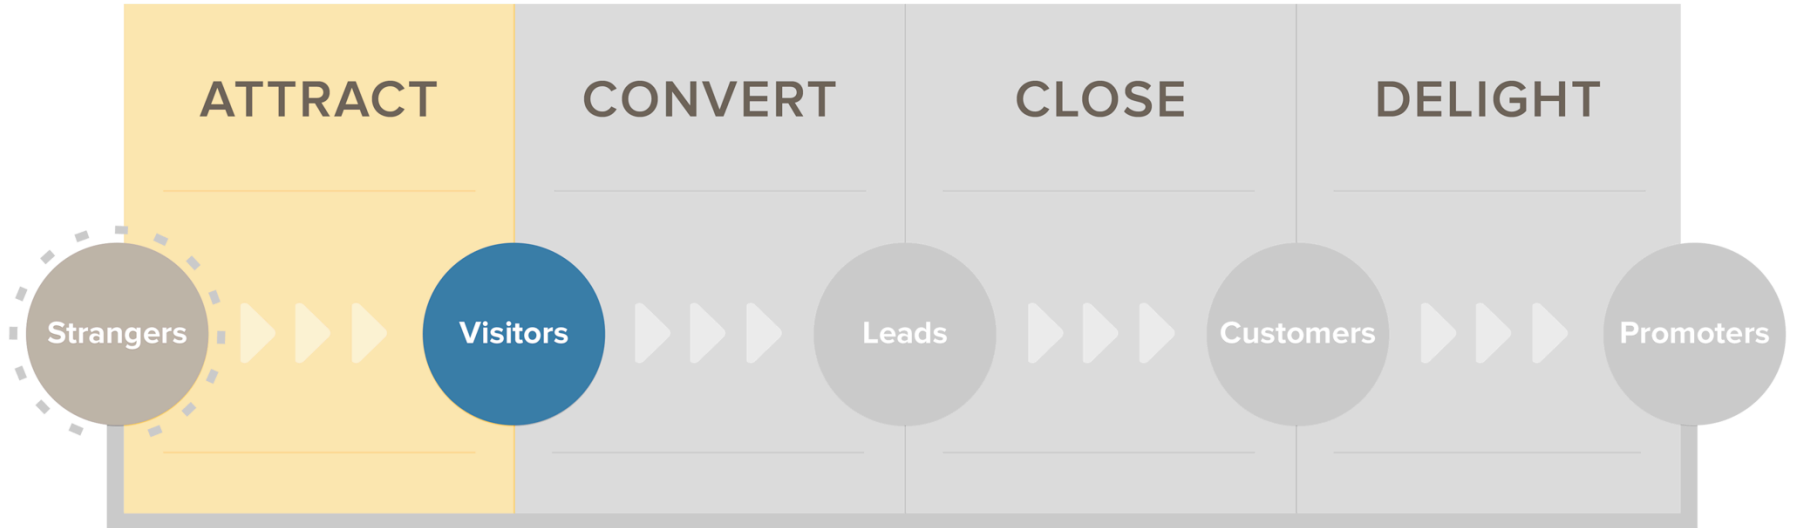 ATTRACT CONVERT CLOSE DELIGHT
Strangers Visitors Leads Customers Promoters